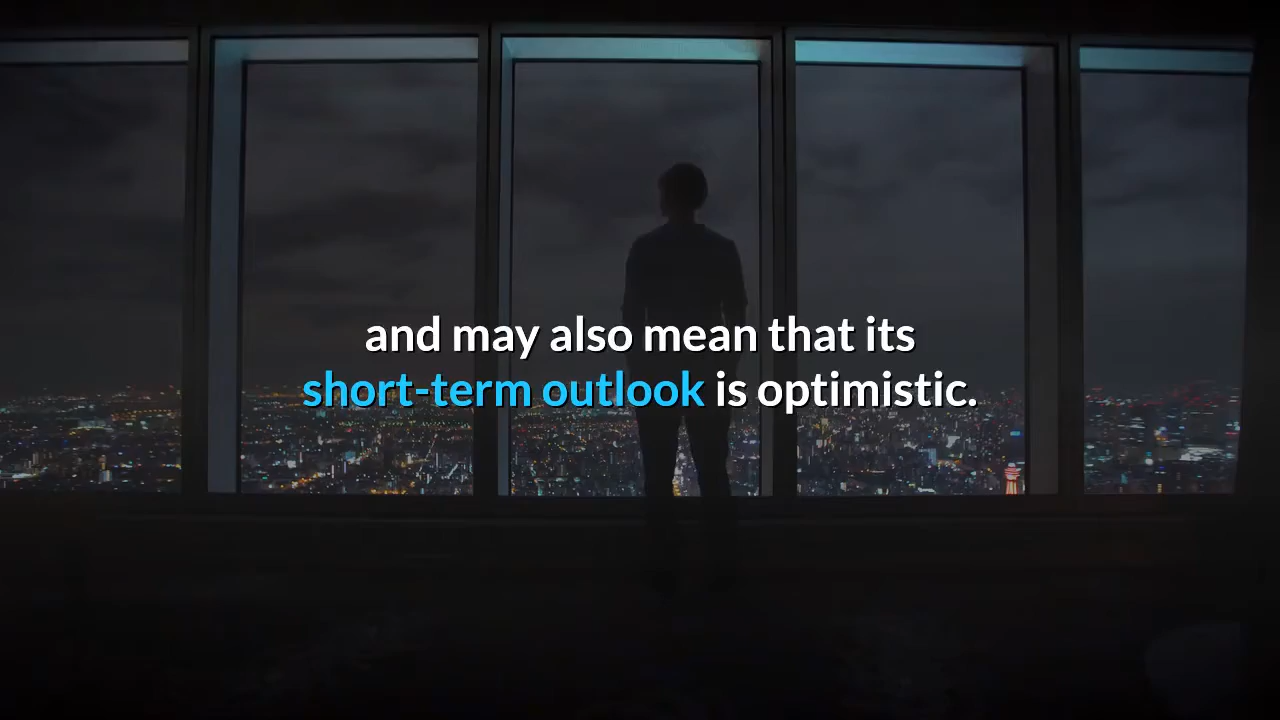 and may also mean that its
short-term outlook is optimistic.